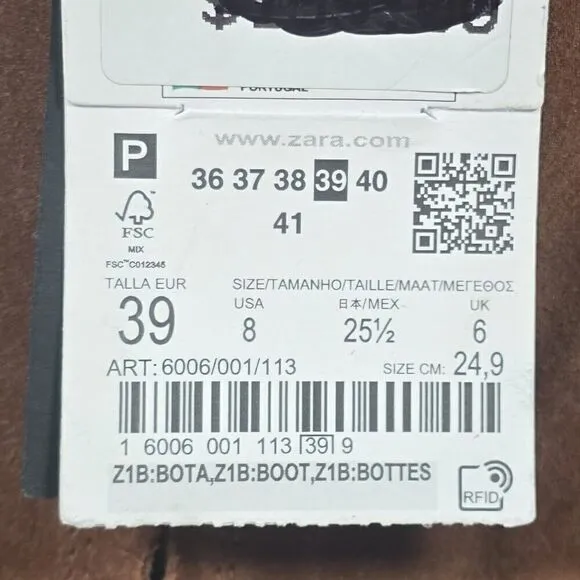 PORTUGAL
www.zara.com
P
36 37 38 39 40
41
FSC™
MIX
FSC™C012345
TALLA EUR
SIZE/TAMANHO/TAILLE/MAAT/ΜΕΓΕΘΟΣ
USA
日本/MEX
UK
39
8
25½
6
ART: 6006/001/113
SIZE CM: 24,9
1 6006 001 113 39 9
Z1B:BOTA,Z1B:BOOT,Z1B:BOTTES
RFID